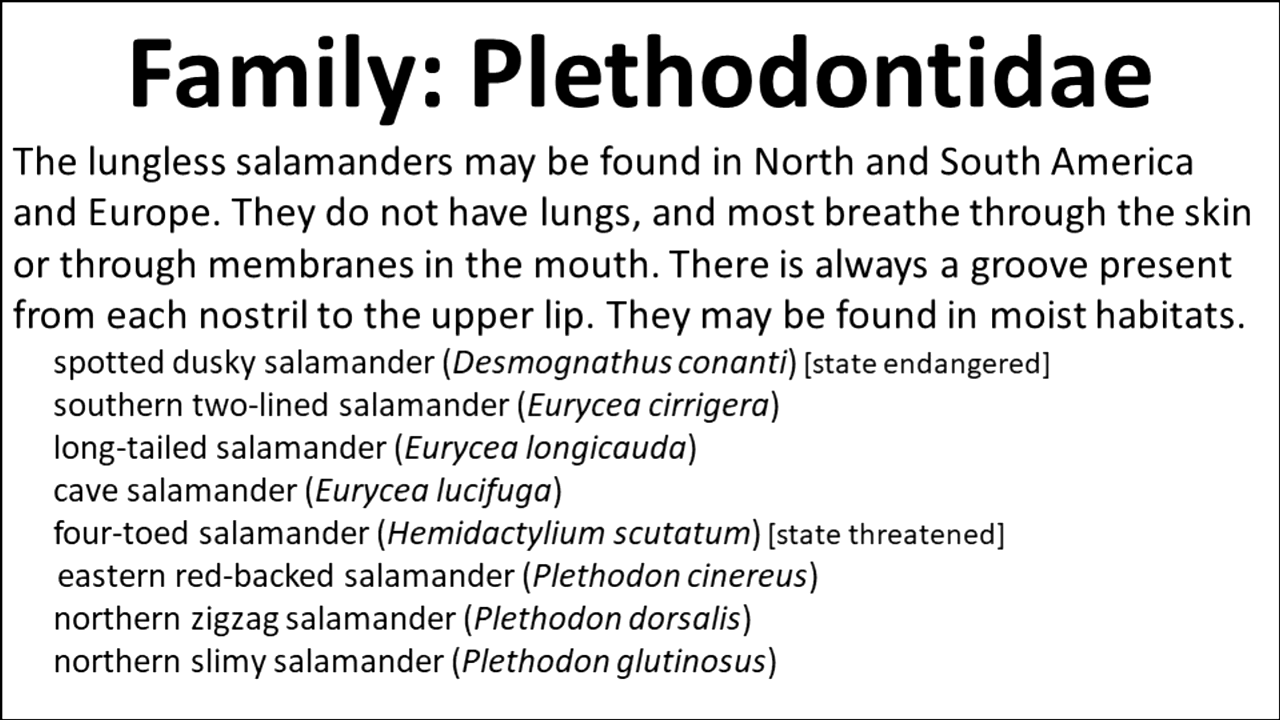 Family: Plethodontidae
The lungless salamanders may be found in North and South America
and Europe. They do not have lungs, and most breathe through the skin
or through membranes in the mouth. There is always a groove present
from each nostril to the upper lip. They may be found in moist habitats.
spotted dusky salamander (Desmognathus conanti) [state endangered]
southern two-lined salamander (Eurycea cirrigera)
long-tailed salamander (Eurycea longicauda)
cave salamander (Eurycea lucifuga)
four-toed salamander (Hemidactylium scutatum) [state threatened]
eastern red-backed salamander (Plethodon cinereus)
northern zigzag salamander (Plethodon dorsalis)
northern slimy salamander (Plethodon glutinosus)